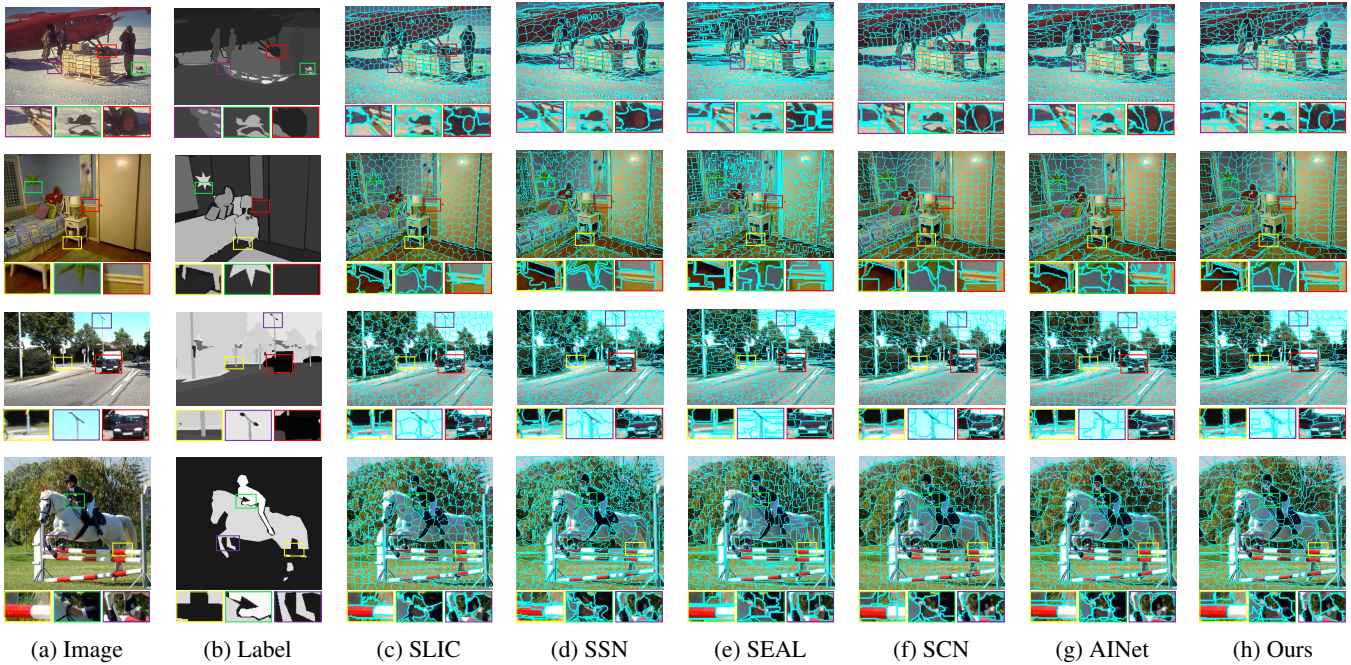 (a) Image
(b) Label
(c) SLIC
(d) SSN
(e) SEAL
(f) SCN
(g) AINet
(h) Ours